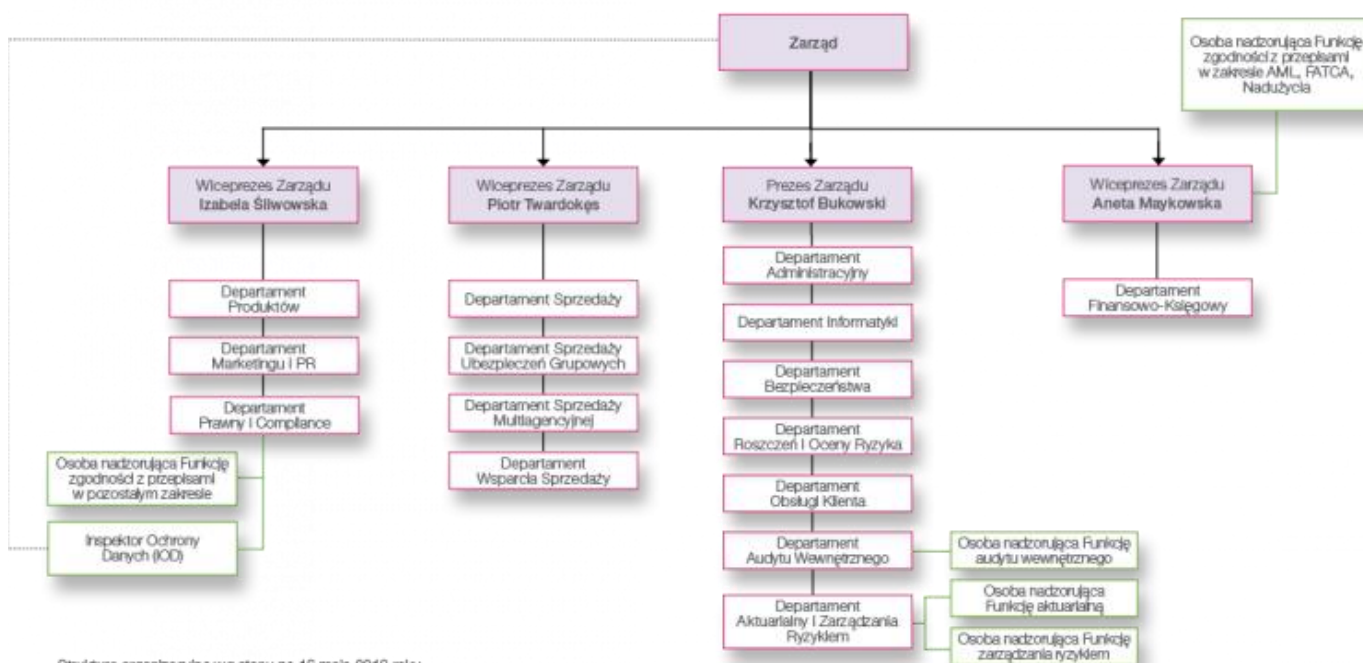 Zarząd
Osoba nadzorująca Funkcję
zgodności z przepisami
w zakresie AML, FATCA,
Nadużycia
Wiceprezes Zarządu
Izabela Śliwowska
Wiceprezes Zarządu
Piotr Twardokęs
Prezes Zarządu
Krzysztof Bukowski
Wiceprezes Zarządu
Aneta Maykowska
Departament
Produktów
Departament
Marketingu i PR
Departament
Prawny i Compliance
Osoba nadzorująca Funkcję
zgodności z przepisami
w pozostałym zakresie
Inspektor Ochrony
Danych (IOD)
Departament Sprzedaży
Departament Sprzedaży
Ubezpieczeń Grupowych
Departament Sprzedaży
Multiagencyjnej
Departament
Wsparcia Sprzedaży
Departament
Administracyjny
Departament Informatyki
Departament
Bezpieczeństwa
Departament
Roszczeń i Oceny Ryzyka
Departament
Obsługi Klienta
Departament
Audytu Wewnętrznego
Departament
Aktuarialny i Zarządzania
Ryzykiem
Osoba nadzorująca Funkcję
audytu wewnętrznego
Osoba nadzorująca
Funkcję aktuarialną
Osoba nadzorująca Funkcję
zarządzania ryzykiem
Departament
Finansowo-Księgowy